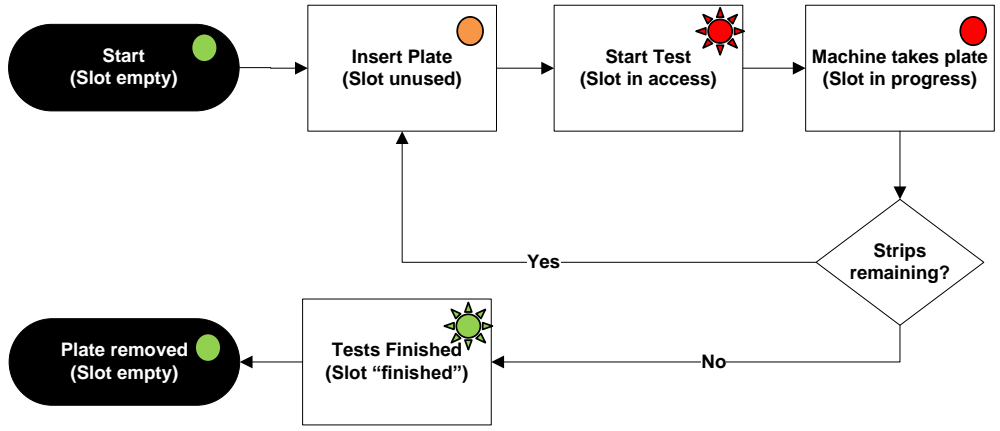 Start
(Slot empty)
Insert Plate
(Slot unused)
Start Test
(Slot in access)
Machine takes plate
(Slot in progress)
Strips
remaining?
Yes
No
Tests Finished
(Slot “finished”)
Plate removed
(Slot empty)